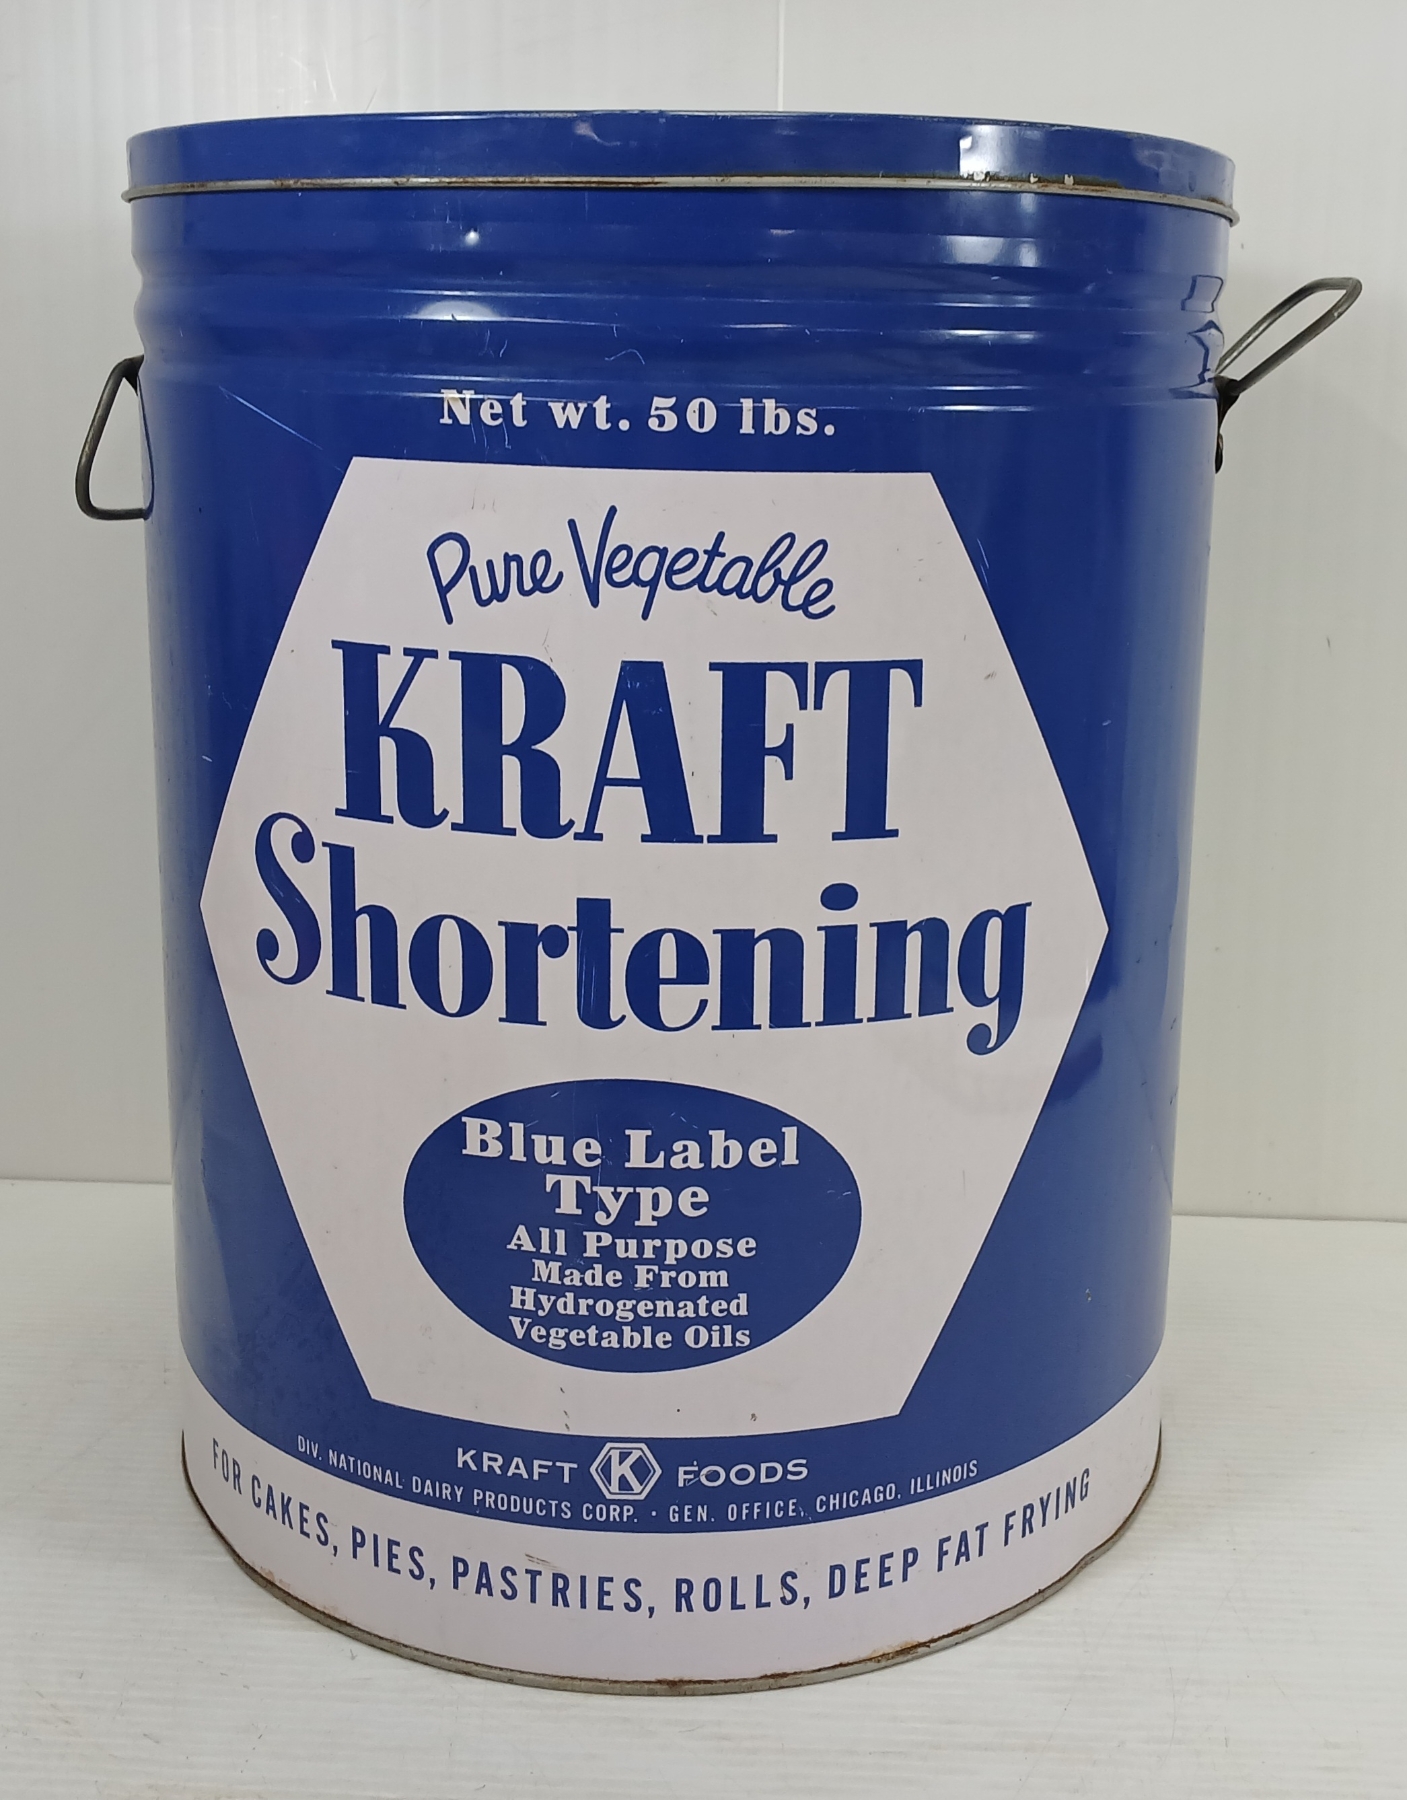 Net wt. 50 lbs.
Pure Vegetable
KRAFT
Shortening
Blue Label
Type
All Purpose
Made From
Hydrogenated
Vegetable Oils
KRAFT K FOODS
DIV. NATIONAL DAIRY PRODUCTS CORP. · GEN. OFFICE, CHICAGO, ILLINOIS
FOR CAKES, PIES, PASTRIES, ROLLS, DEEP FAT FRYING